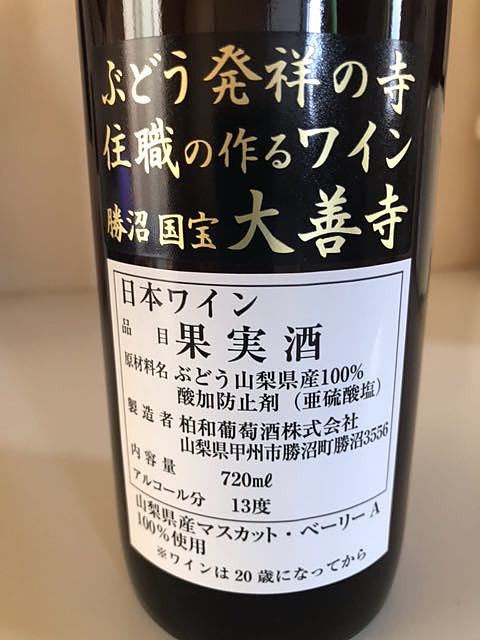 ぶどう発祥の寺
住職の作るワイン
勝沼国宝大善寺
日本ワイン
品目 果実酒
原材料名 ぶどう山梨県産100%
酸加防止剤（亜硫酸塩）
製造者 柏和葡萄酒株式会社
山梨県甲州市勝沼町勝沼3556
内容量 720mℓ
アルコール分 13度
山梨県産マスカット・ベーリーA
100%使用
※ワインは20歳になってから